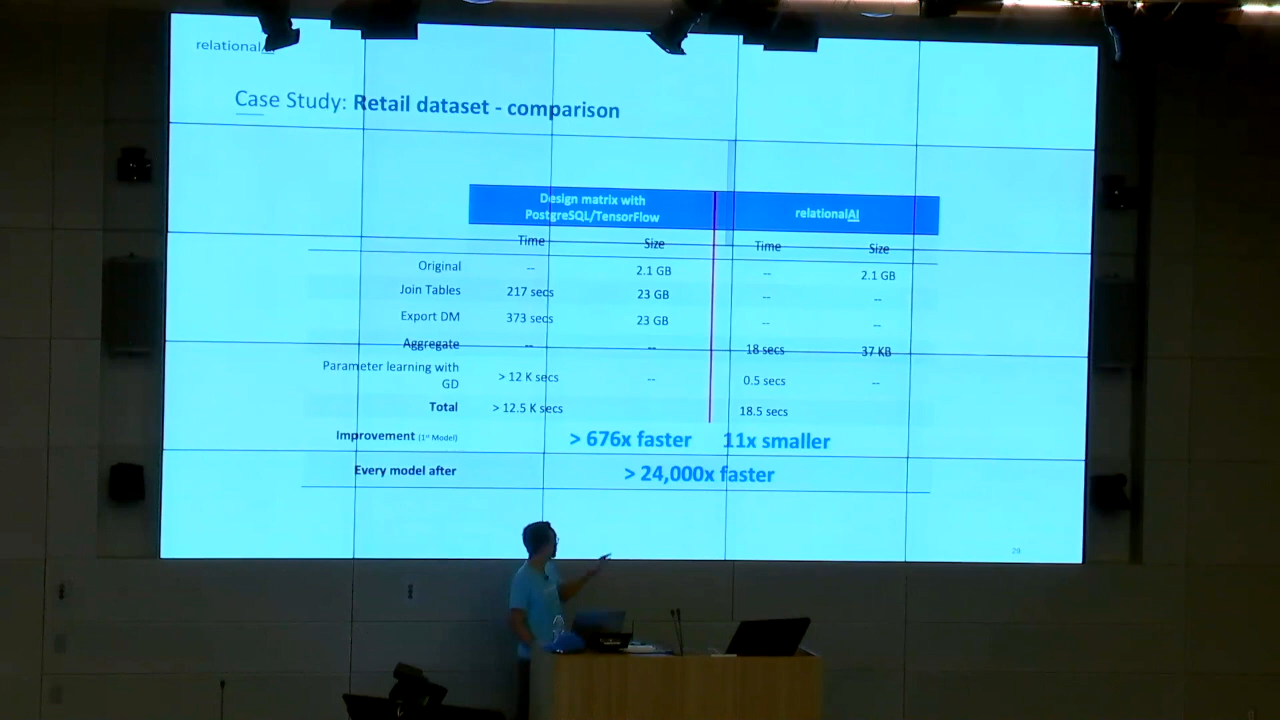 relationalAI
Case Study: Retail dataset - comparison
Design matrix with
PostgreSQL/TensorFlow
relationalAI
Time Size Time Size
Original -- 2.1 GB -- 2.1 GB
Join Tables 217 secs 23 GB -- --
Export DM 373 secs 23 GB -- --
Aggregate -- -- 18 secs 37 KB
Parameter learning with
GD > 12 K secs -- 0.5 secs --
Total > 12.5 K secs 18.5 secs
Improvement (1st Model) > 676x faster 11x smaller
Every model after > 24,000x faster
29